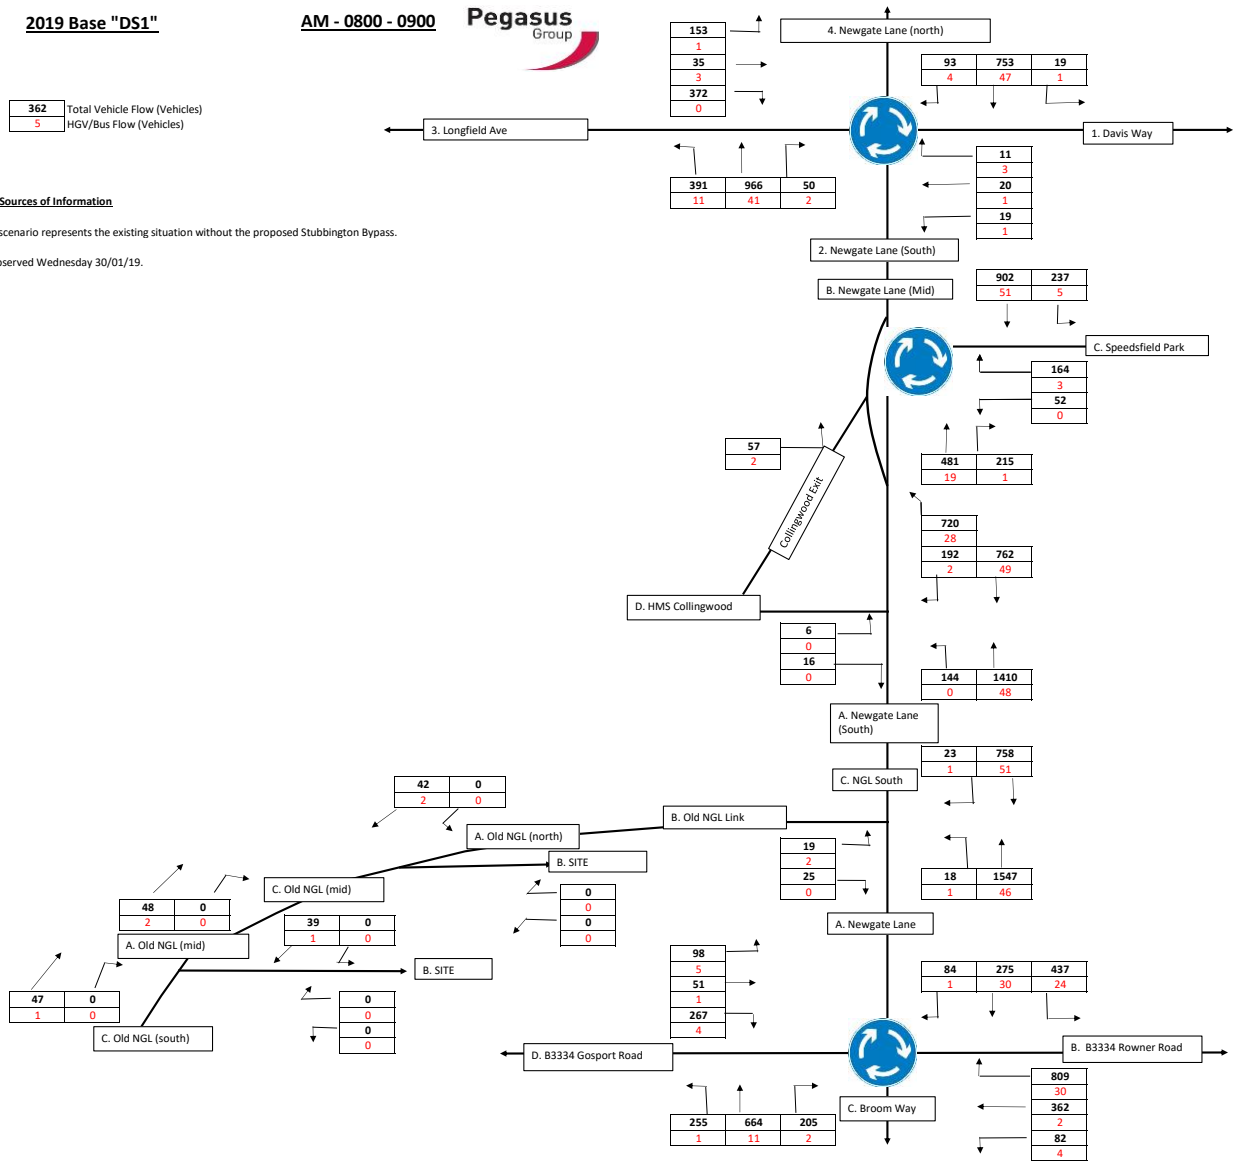 2019 Base "DS1"
AM - 0800 - 0900
Pegasus
Group
362 Total Vehicle Flow (Vehicles)
5 HGV/Bus Flow (Vehicles)
Sources of Information
scenario represents the existing situation without the proposed Stubbington Bypass.
served Wednesday 30/01/19.
153
1
35
3
372
0
4. Newgate Lane (north)
93 753 19
4 47 1
3. Longfield Ave
1. Davis Way
391 966 50
11 41 2
11
3
20
1
19
1
2. Newgate Lane (South)
B. Newgate Lane (Mid)
902 237
51 5
C. Speedsfield Park
164
3
52
0
57
2
481 215
19 1
Collingwood Exit
720
28
192 762
2 49
D. HMS Collingwood
6
0
16
0
144 1410
0 48
A. Newgate Lane
(South)
23 758
1 51
C. NGL South
42 0
2 0
B. Old NGL Link
A. Old NGL (north)
19
2
25
0
B. SITE
18 1547
1 46
C. Old NGL (mid)
0
0
0
0
48 0
2 0
39 0
1 0
A. Newgate Lane
A. Old NGL (mid)
B. SITE
98
5
51
1
267
4
84 275 437
1 30 24
47 0
1 0
0
0
0
0
C. Old NGL (south)
D. B3334 Gosport Road
B. B3334 Rowner Road
255 664 205
1 11 2
C. Broom Way
809
30
362
2
82
4